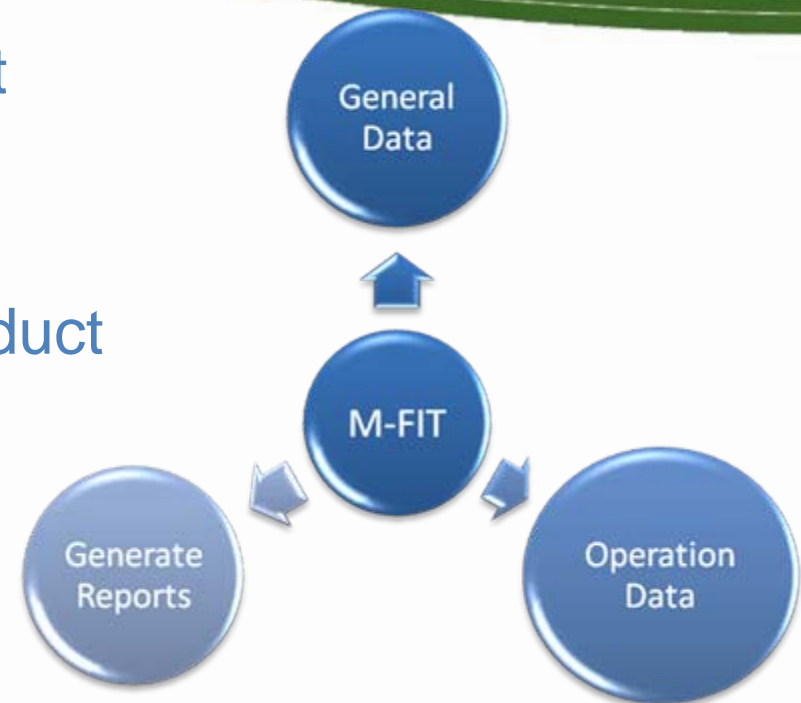 t
General
Data
duct
M-FIT
Generate
Reports
Operation
Data